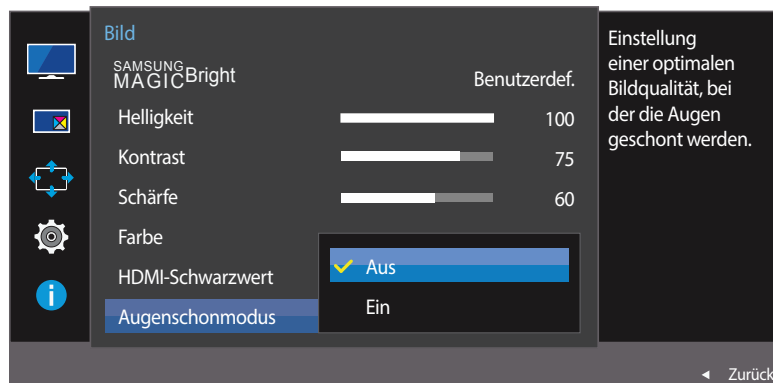 Bild
SAMSUNG
MAGICBright Benutzerdef.
Helligkeit 100
Kontrast 75
Schärfe 60
Farbe
HDMI-Schwarzwert
Augenschonmodus
Aus
Ein
Einstellung
einer optimalen
Bildqualität, bei
der die Augen
geschont werden.
Zurück